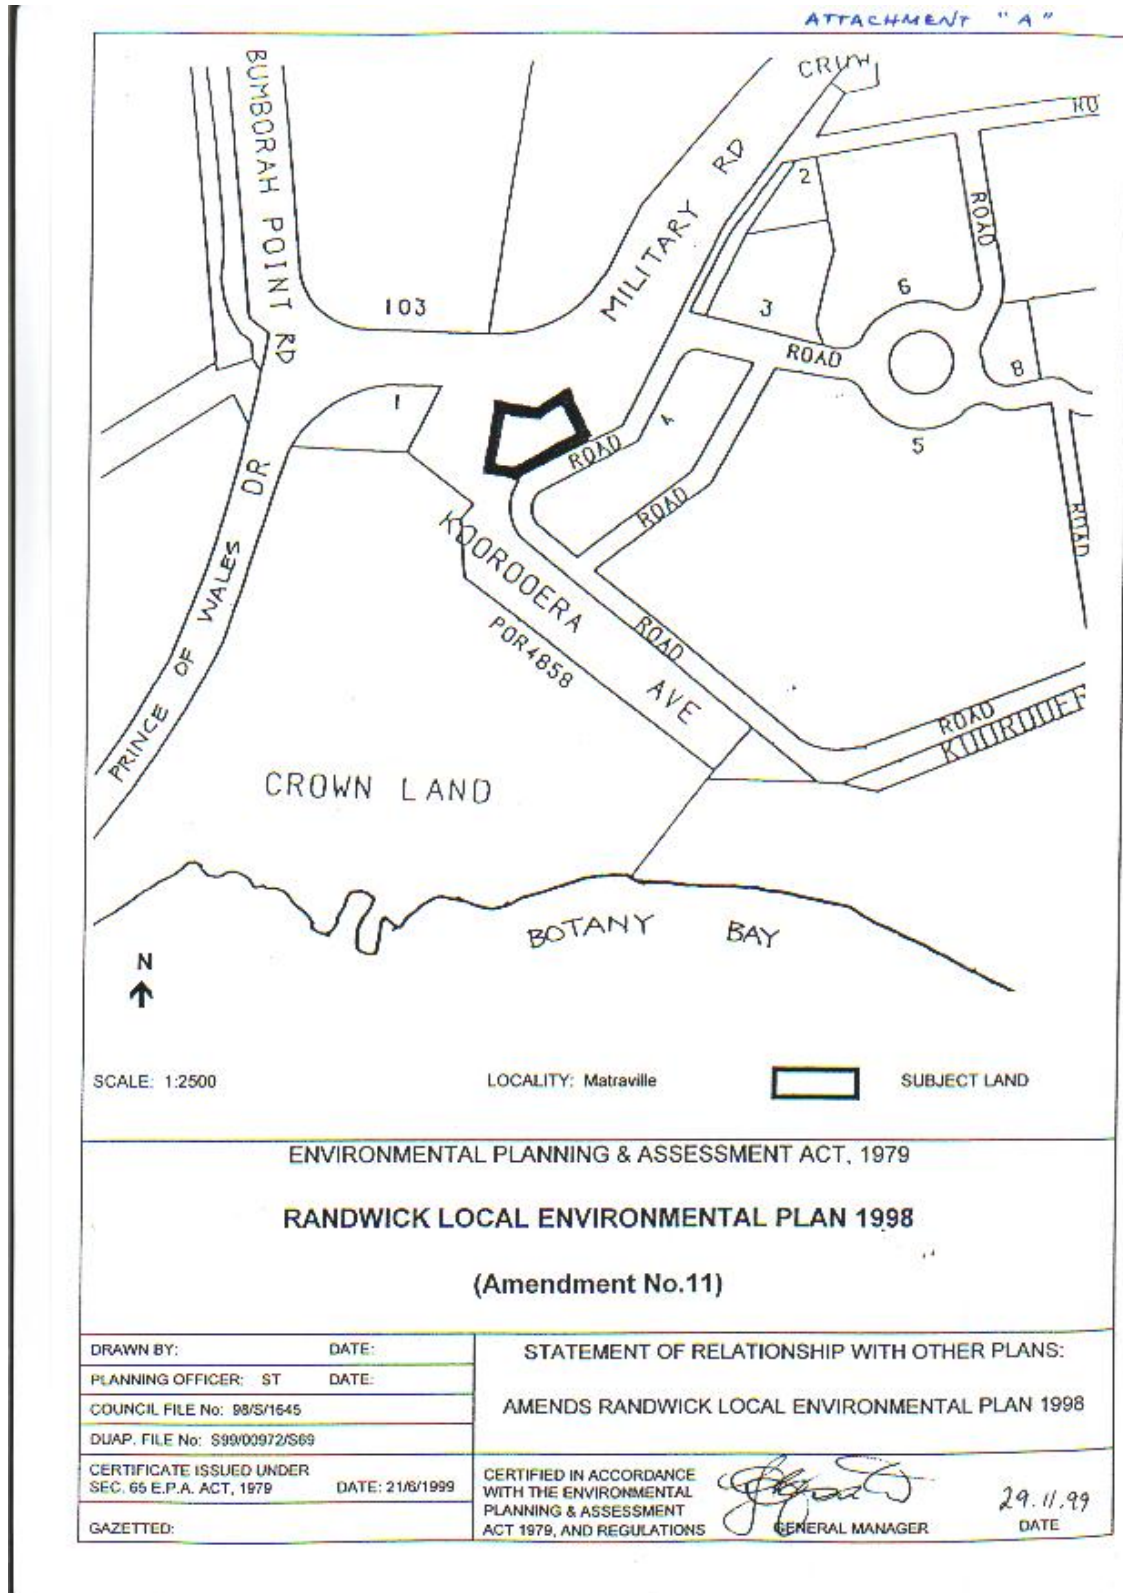 ATTACHMENT "A"
CROW
RO
BUMBORAH POINT RD
MILITARY RD
2
ROAD
103
3
6
ROAD
8
1
4
ROAD
5
PRINCE OF WALES DR
ROAD
ROAD
KOOROOERA AVE
POR4858
ROAD
ROAD
KOOROOER
CROWN LAND
BOTANY BAY
N
SCALE: 1:2500 LOCALITY: Matraville SUBJECT LAND
ENVIRONMENTAL PLANNING & ASSESSMENT ACT, 1979
RANDWICK LOCAL ENVIRONMENTAL PLAN 1998
(Amendment No.11)
DRAWN BY: DATE:
PLANNING OFFICER: ST DATE:
COUNCIL FILE No: 98/S/1645
DUAP. FILE No: S99/00972/S69
CERTIFICATE ISSUED UNDER
SEC. 65 E.P.A. ACT, 1979 DATE: 21/6/1999
GAZETTED:
STATEMENT OF RELATIONSHIP WITH OTHER PLANS:
AMENDS RANDWICK LOCAL ENVIRONMENTAL PLAN 1998
CERTIFIED IN ACCORDANCE
WITH THE ENVIRONMENTAL
PLANNING & ASSESSMENT
ACT 1979, AND REGULATIONS
GENERAL MANAGER
29.11.99
DATE